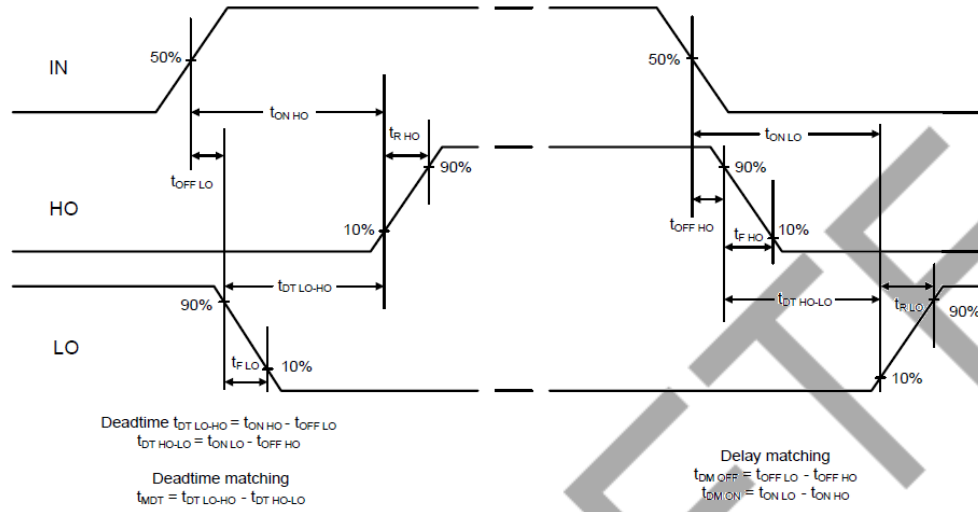 IN
50%
50%
tON HO
tON LO
tR HO
90%
90%
tOFF LO
tOFF HO
HO
10%
tF HO
10%
tDT LO-HO
tDT HO-LO
tR LO
90%
90%
LO
tF LO
10%
10%
Deadtime tDT LO-HO = tON HO - tOFF LO
tDT HO-LO = tON LO - tOFF HO
Deadtime matching
tMDT = tDT LO-HO - tDT HO-LO
Delay matching
tDM OFF = tOFF LO - tOFF HO
tDM ON = tON LO - tON HO